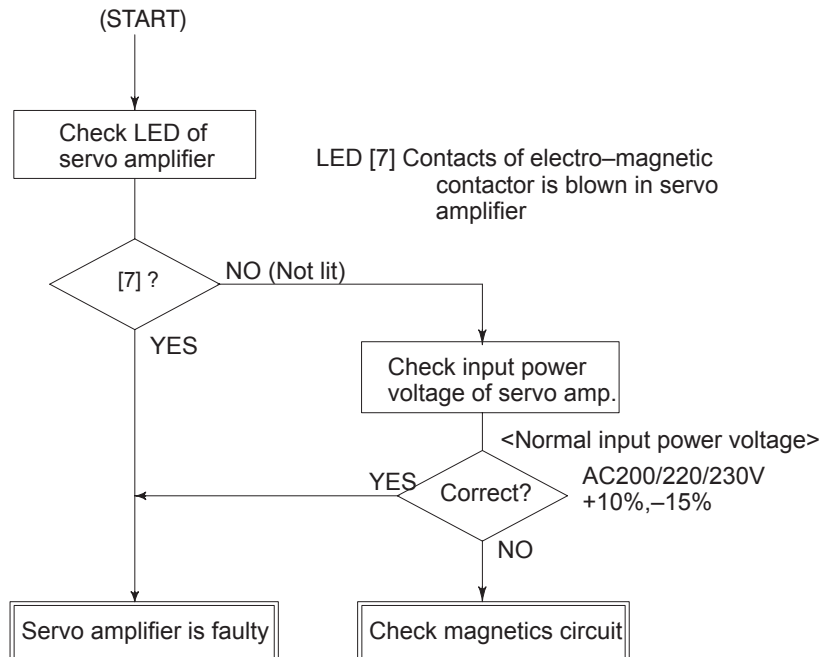 (START)
Check LED of
servo amplifier
LED [7] Contacts of electro–magnetic
contactor is blown in servo
amplifier
[7] ?
NO (Not lit)
YES
Check input power
voltage of servo amp.
<Normal input power voltage>
YES
Correct?
AC200/220/230V
+10%,–15%
NO
Servo amplifier is faulty
Check magnetics circuit